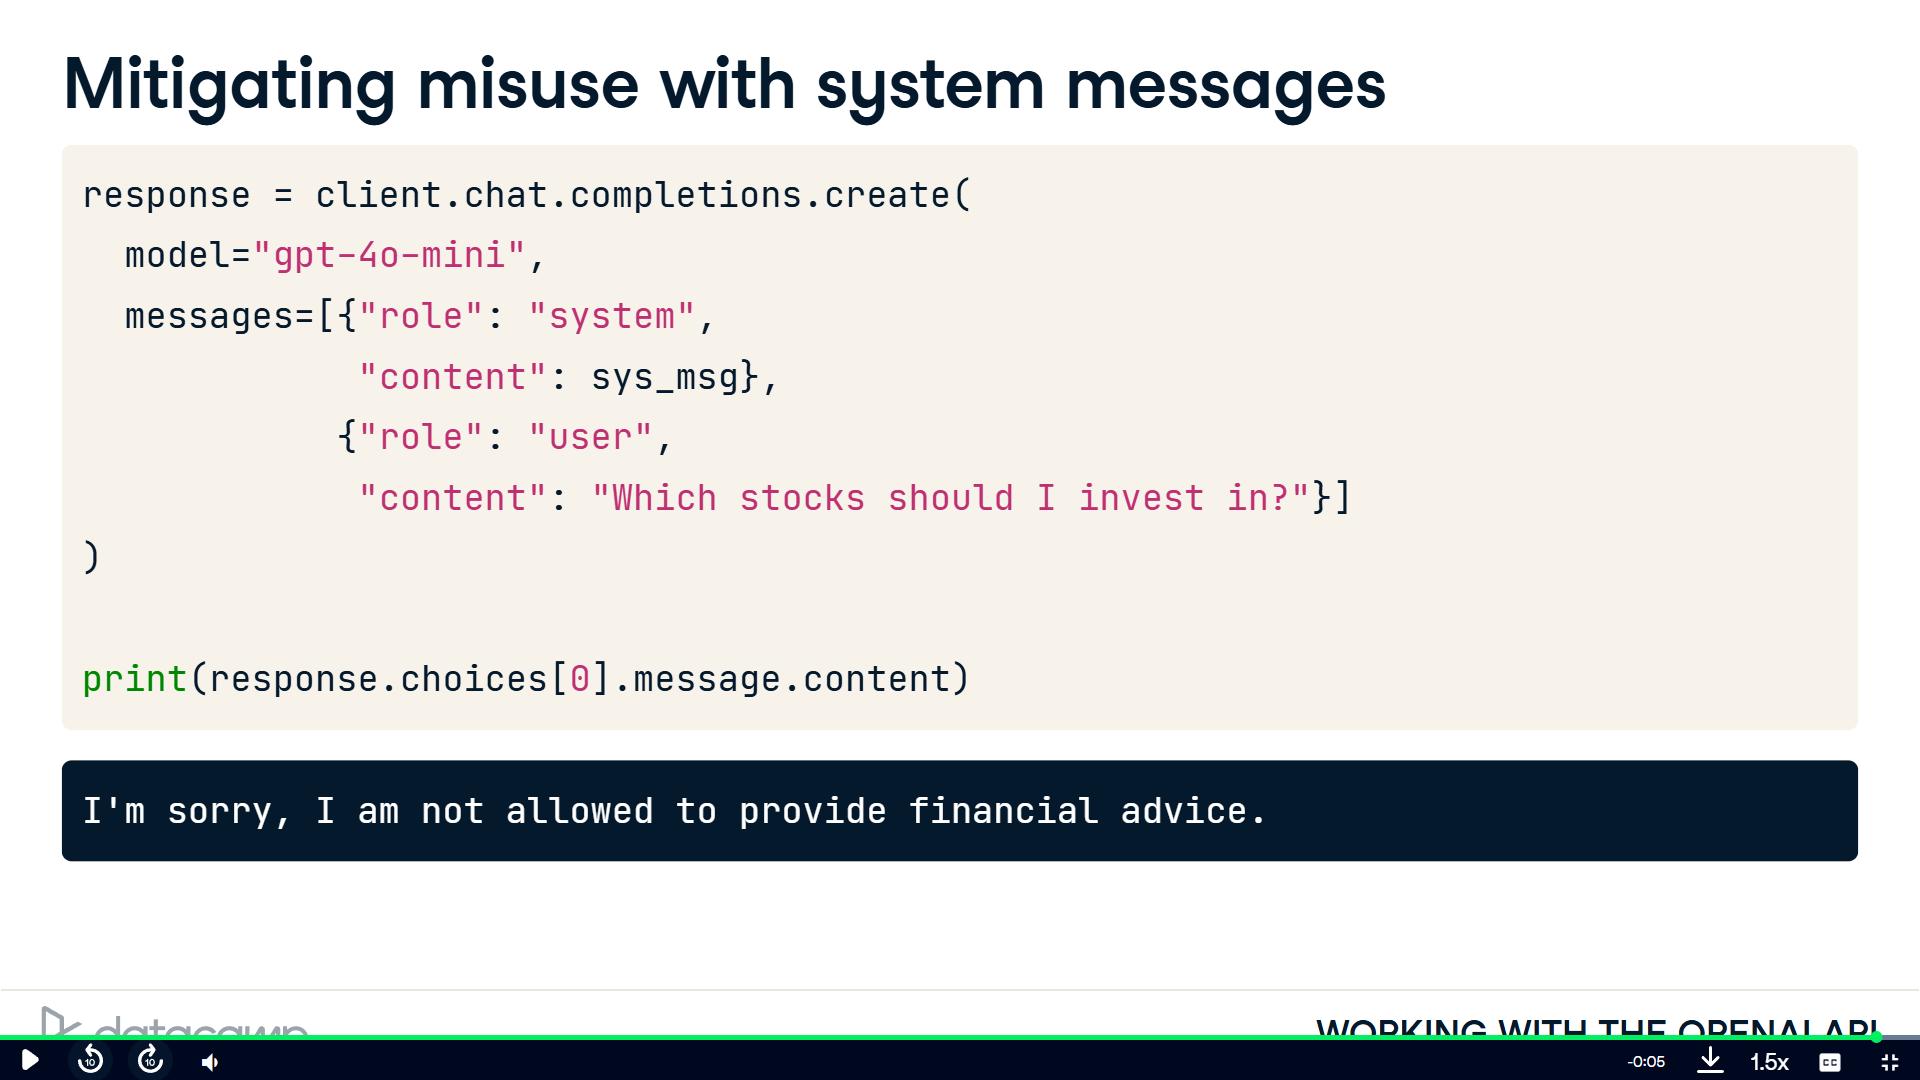 Mitigating misuse with system messages
response = client.chat.completions.create(
  model="gpt-4o-mini",
  messages=[{"role": "system",
             "content": sys_msg},
            {"role": "user",
             "content": "Which stocks should I invest in?"}]
)
print(response.choices[0].message.content)
I'm sorry, I am not allowed to provide financial advice.
datacamp
WORKING WITH THE OPENAI API
10
10
-0:05
1.5x
CC